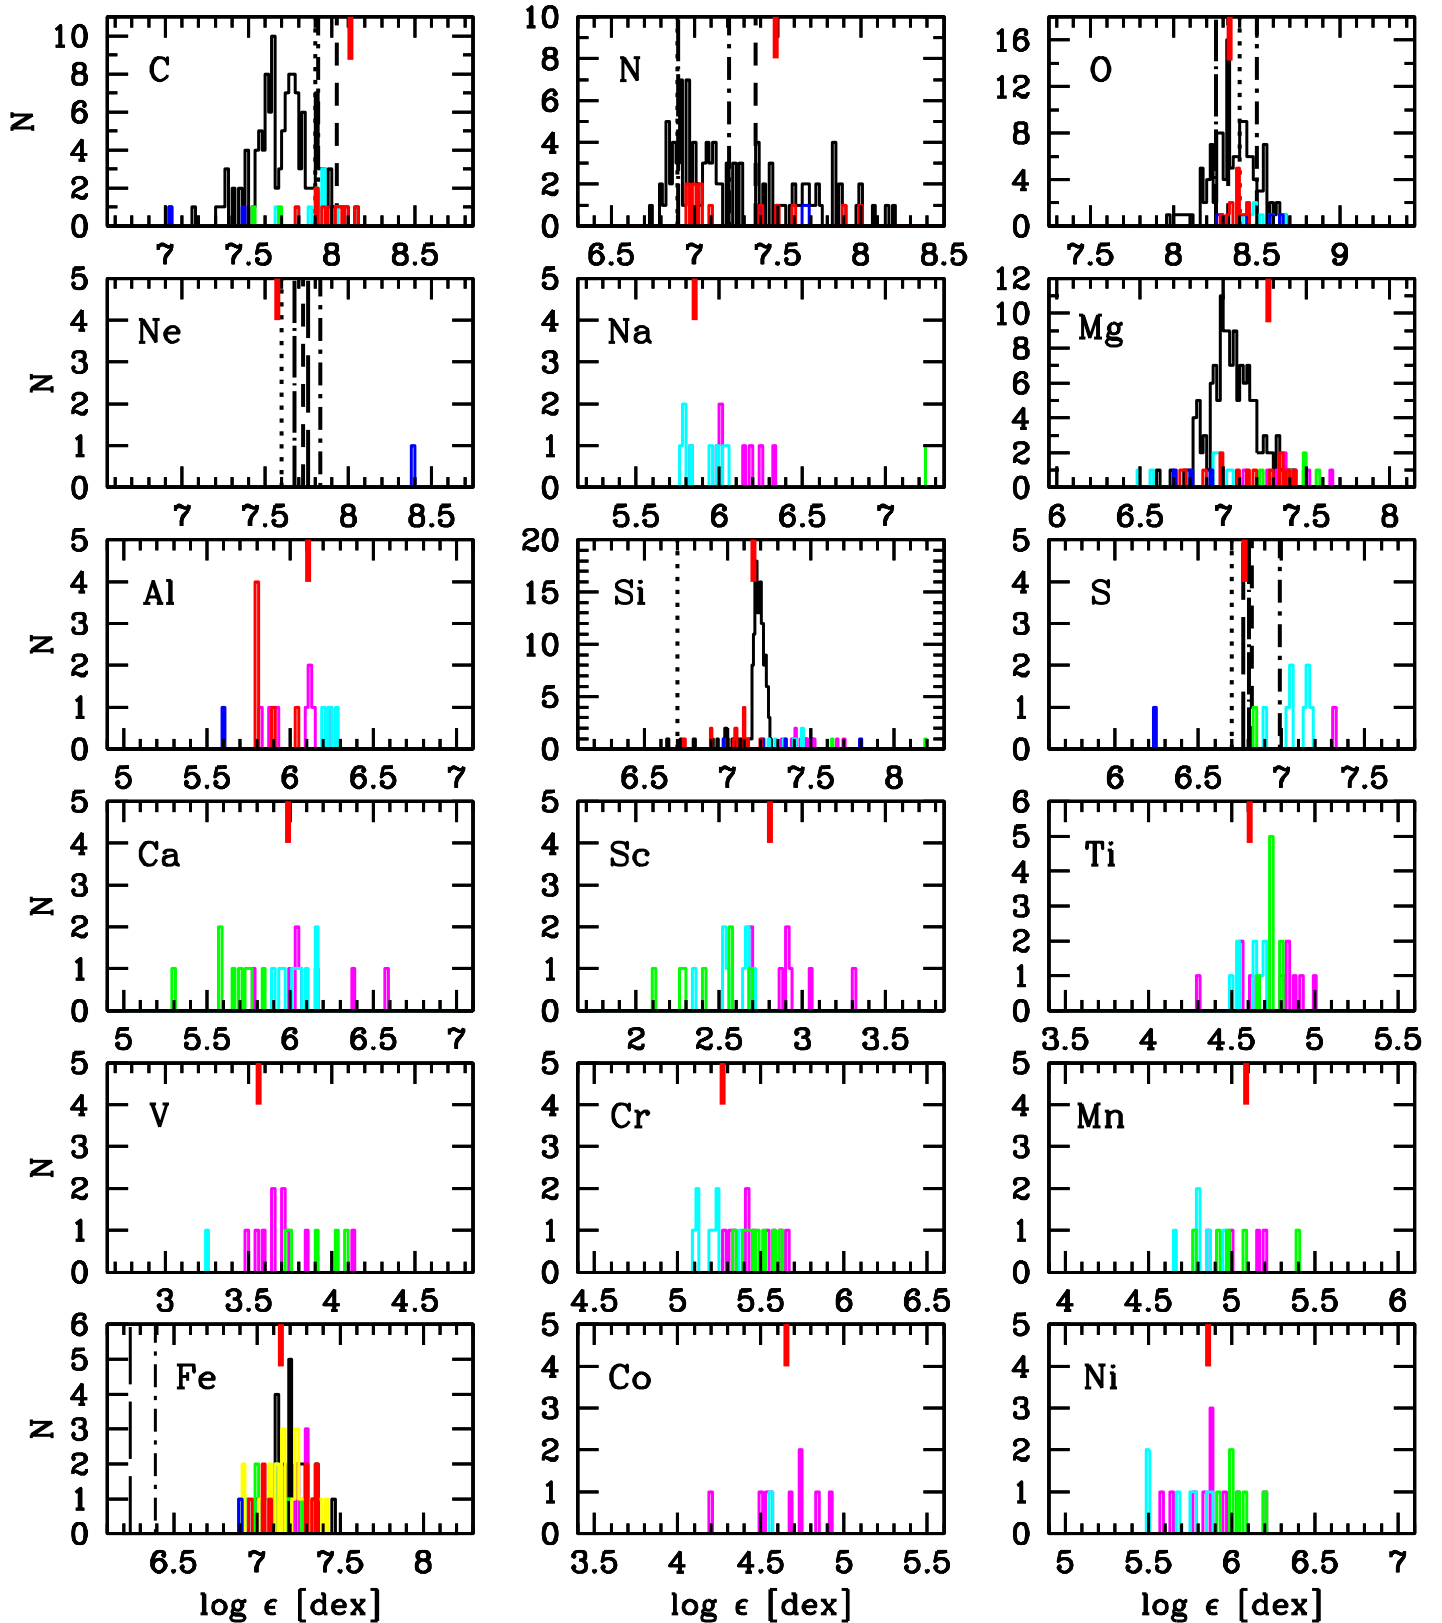 10 8 6 4 2 0 N C 7 7.5 8 8.5
10 8 6 4 2 0 N 6.5 7 7.5 8 8.5
16 12 8 4 0 O 7.5 8 8.5 9
5 4 3 2 1 0 N Ne 7 7.5 8 8.5
5 4 3 2 1 0 Na 5.5 6 6.5 7
12 10 8 6 4 2 0 Mg 6 6.5 7 7.5 8
5 4 3 2 1 0 N Al 5 5.5 6 6.5 7
20 15 10 5 0 Si 6.5 7 7.5 8
5 4 3 2 1 0 S 6 6.5 7 7.5
5 4 3 2 1 0 N Ca 5 5.5 6 6.5 7
5 4 3 2 1 0 Sc 2 2.5 3 3.5
6 5 4 3 2 1 0 Ti 3.5 4 4.5 5 5.5
5 4 3 2 1 0 N V 3 3.5 4 4.5
5 4 3 2 1 0 Cr 4.5 5 5.5 6 6.5
5 4 3 2 1 0 Mn 4 4.5 5 5.5 6
6 5 4 3 2 1 0 N Fe 6.5 7 7.5 8
log ϵ [dex]
5 4 3 2 1 0 Co 4 4.5 5 5.5
log ϵ [dex]
5 4 3 2 1 0 Ni 5 5.5 6 6.5 7
log ϵ [dex]